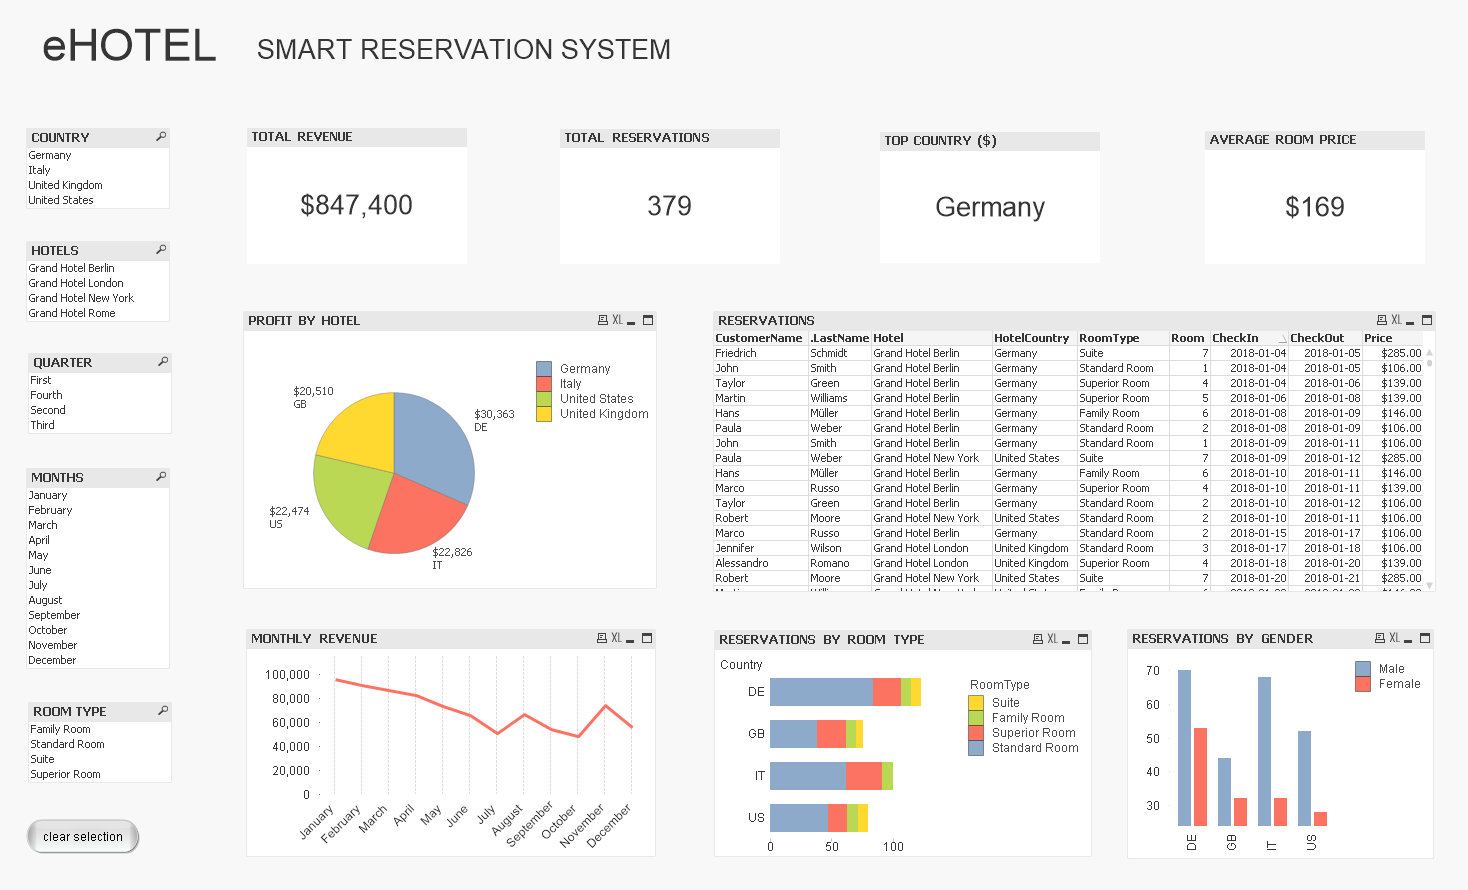 eHOTEL SMART RESERVATION SYSTEM
COUNTRY
Germany
Italy
United Kingdom
United States
HOTELS
Grand Hotel Berlin
Grand Hotel London
Grand Hotel New York
Grand Hotel Rome
QUARTER
First
Fourth
Second
Third
MONTHS
January
February
March
April
May
June
July
August
September
October
November
December
ROOM TYPE
Family Room
Standard Room
Suite
Superior Room
clear selection
TOTAL REVENUE
$847,400
TOTAL RESERVATIONS
379
TOP COUNTRY ($)
Germany
AVERAGE ROOM PRICE
$169
PROFIT BY HOTEL XL
$20,510
GB
$30,363
DE
$22,474
US
$22,826
IT
Germany
Italy
United States
United Kingdom
RESERVATIONS XL
CustomerName .LastName Hotel HotelCountry RoomType Room CheckIn CheckOut Price
Friedrich Schmidt Grand Hotel Berlin Germany Suite 7 2018-01-04 2018-01-05 $285.00
John Smith Grand Hotel Berlin Germany Standard Room 1 2018-01-04 2018-01-05 $106.00
Taylor Green Grand Hotel Berlin Germany Superior Room 4 2018-01-04 2018-01-06 $139.00
Martin Williams Grand Hotel Berlin Germany Superior Room 5 2018-01-06 2018-01-08 $139.00
Hans Müller Grand Hotel Berlin Germany Family Room 6 2018-01-08 2018-01-09 $146.00
Paula Weber Grand Hotel Berlin Germany Standard Room 2 2018-01-08 2018-01-09 $106.00
John Smith Grand Hotel Berlin Germany Standard Room 1 2018-01-09 2018-01-11 $106.00
Paula Weber Grand Hotel New York United States Suite 7 2018-01-09 2018-01-12 $285.00
Hans Müller Grand Hotel Berlin Germany Family Room 6 2018-01-10 2018-01-11 $146.00
Marco Russo Grand Hotel Berlin Germany Superior Room 4 2018-01-10 2018-01-11 $139.00
Taylor Green Grand Hotel Berlin Germany Standard Room 2 2018-01-10 2018-01-12 $106.00
Robert Moore Grand Hotel New York United States Standard Room 2 2018-01-10 2018-01-11 $106.00
Marco Russo Grand Hotel Berlin Germany Standard Room 2 2018-01-15 2018-01-17 $106.00
Jennifer Wilson Grand Hotel London United Kingdom Standard Room 3 2018-01-17 2018-01-18 $106.00
Alessandro Romano Grand Hotel London United Kingdom Superior Room 4 2018-01-18 2018-01-20 $139.00
Robert Moore Grand Hotel New York United States Suite 7 2018-01-20 2018-01-21 $285.00
MONTHLY REVENUE XL
100,000
80,000
60,000
40,000
20,000
0
January February March April May June July August September October November December
RESERVATIONS BY ROOM TYPE XL
Country
DE
GB
IT
US
0 50 100
RoomType
Suite
Family Room
Superior Room
Standard Room
RESERVATIONS BY GENDER XL
70
60
50
40
30
DE GB IT US
Male
Female